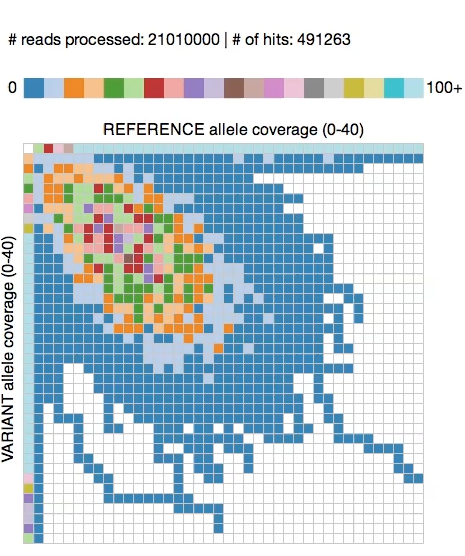 # reads processed: 21010000 | # of hits: 491263
0 100+
REFERENCE allele coverage (0-40)
VARIANT allele coverage (0-40)